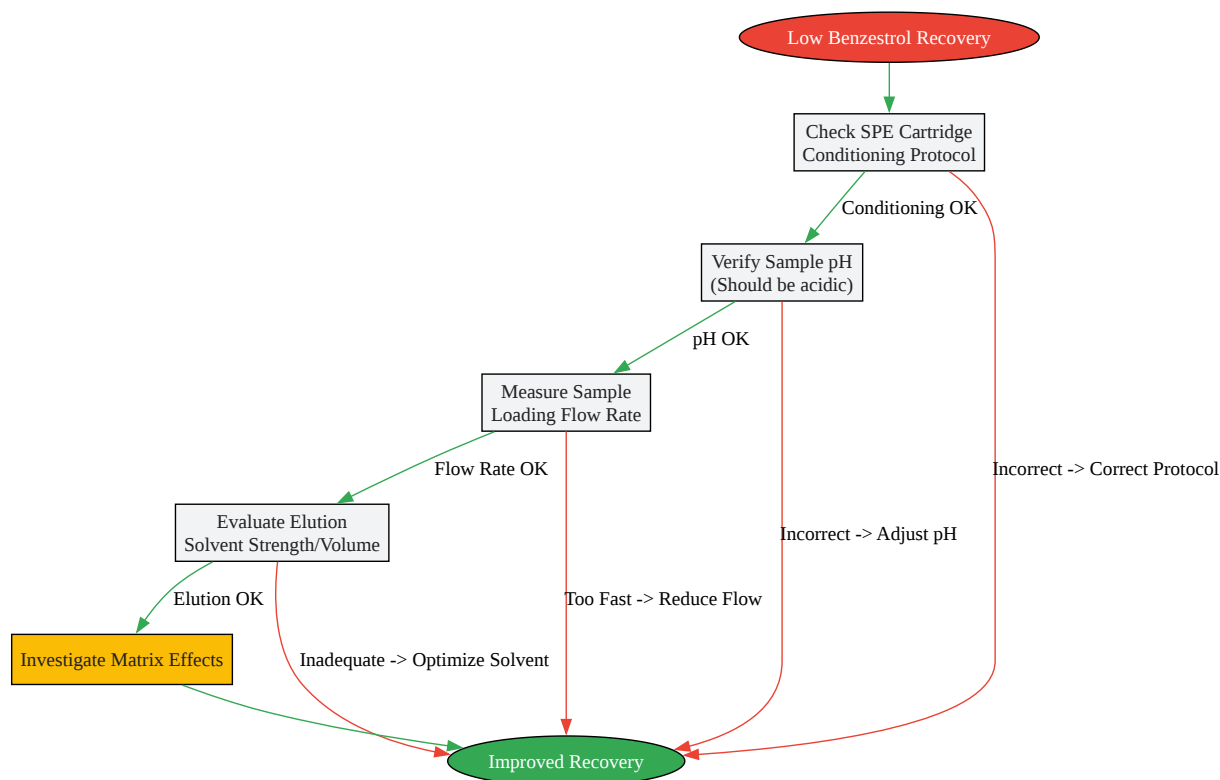 Low Benzestrol Recovery
Check SPE Cartridge
Conditioning Protocol
Conditioning OK
Verify Sample pH
(Should be acidic)
pH OK
Measure Sample
Loading Flow Rate
Flow Rate OK
Incorrect -> Correct Protocol
Evaluate Elution
Solvent Strength/Volume
Incorrect -> Adjust pH
Elution OK
Too Fast -> Reduce Flow
Investigate Matrix Effects
Inadequate -> Optimize Solvent
Improved Recovery